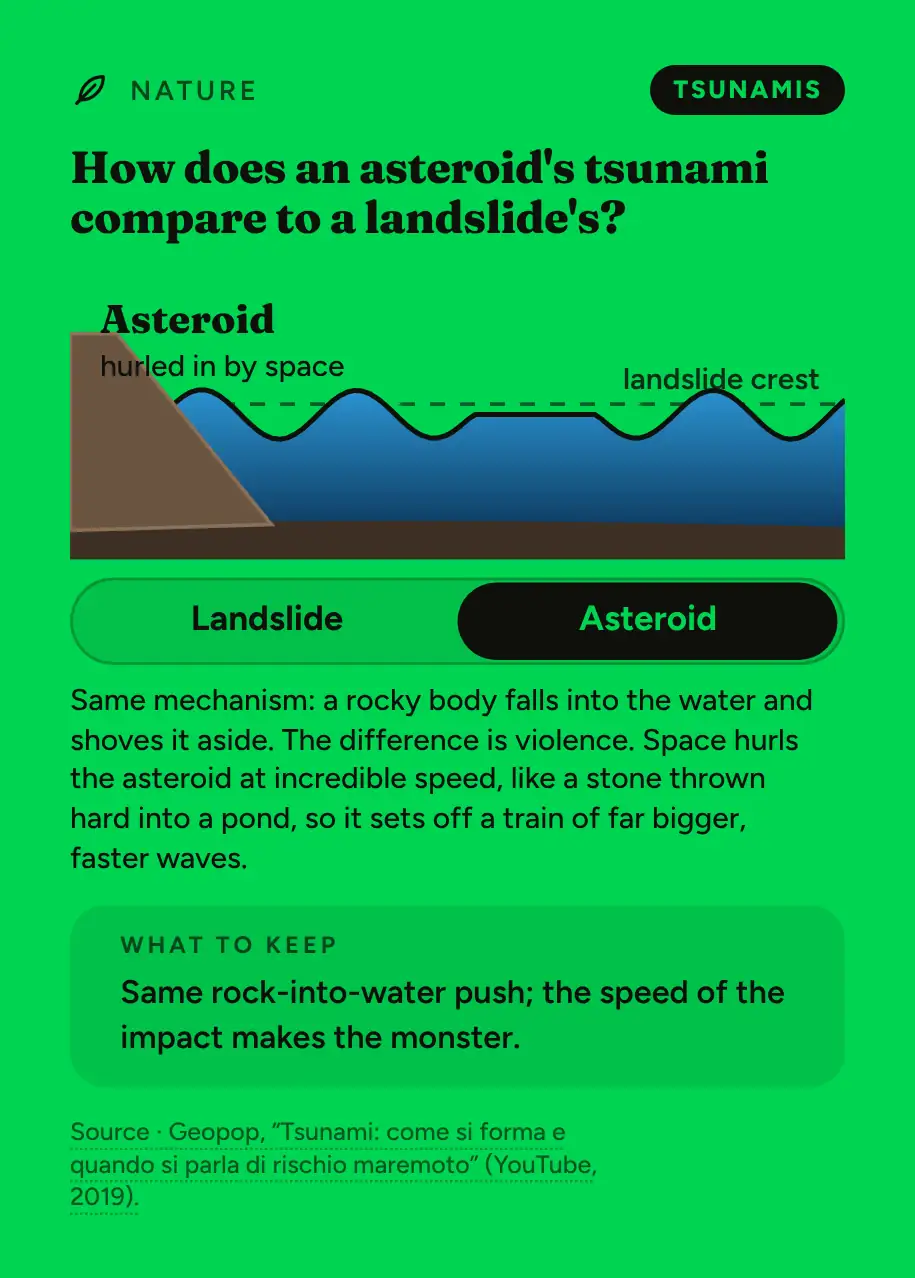 NATURE
TSUNAMIS
How does an asteroid's tsunami
compare to a landslide's?
Asteroid
hurled in by space
landslide crest
Landslide
Asteroid
Same mechanism: a rocky body falls into the water and
shoves it aside. The difference is violence. Space hurls
the asteroid at incredible speed, like a stone thrown
hard into a pond, so it sets off a train of far bigger,
faster waves.
WHAT TO KEEP
Same rock-into-water push; the speed of the
impact makes the monster.
Source · Geopop, “Tsunami: come si forma e
quando si parla di rischio maremoto” (YouTube,
2019).